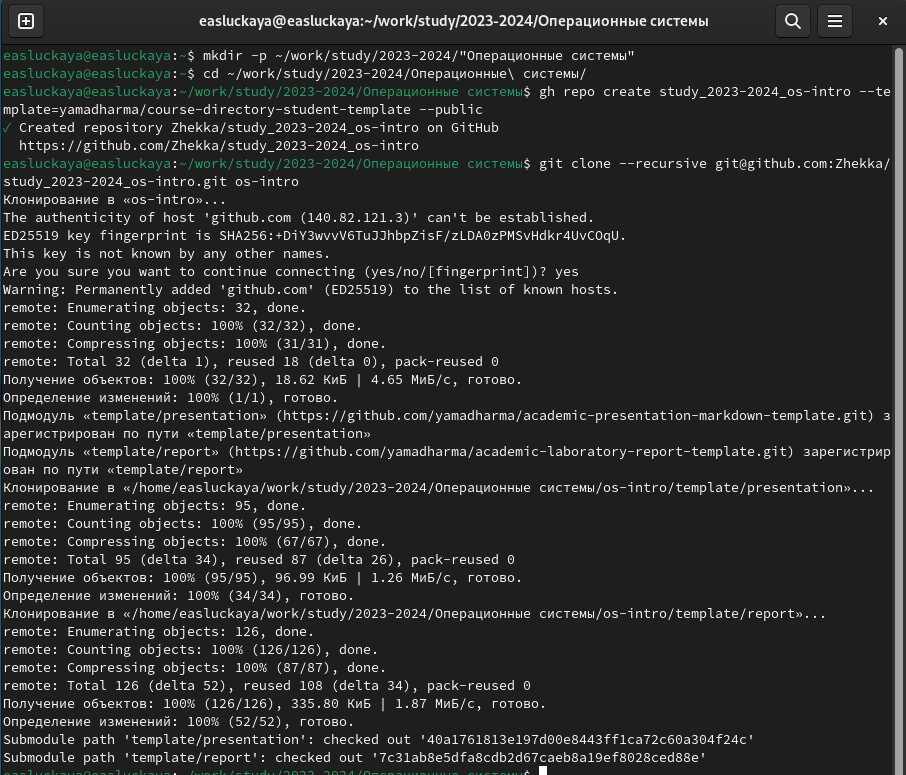 easluckaya@easluckaya:~/work/study/2023-2024/Операционные системы
easluckaya@easluckaya:~$ mkdir -p ~/work/study/2023-2024/"Операционные системы"
easluckaya@easluckaya:~$ cd ~/work/study/2023-2024/Операционные\ системы/
easluckaya@easluckaya:~/work/study/2023-2024/Операционные системы$ gh repo create study_2023-2024_os-intro --te
mplate=yamadharma/course-directory-student-template --public
✓ Created repository Zhekka/study_2023-2024_os-intro on GitHub
  https://github.com/Zhekka/study_2023-2024_os-intro
easluckaya@easluckaya:~/work/study/2023-2024/Операционные системы$ git clone --recursive git@github.com:Zhekka/
study_2023-2024_os-intro.git os-intro
Клонирование в «os-intro»...
The authenticity of host 'github.com (140.82.121.3)' can't be established.
ED25519 key fingerprint is SHA256:+DiY3wvvV6TuJJhbpZisF/zLDA0zPMSvHdkr4UvCOqU.
This key is not known by any other names.
Are you sure you want to continue connecting (yes/no/[fingerprint])? yes
Warning: Permanently added 'github.com' (ED25519) to the list of known hosts.
remote: Enumerating objects: 32, done.
remote: Counting objects: 100% (32/32), done.
remote: Compressing objects: 100% (31/31), done.
remote: Total 32 (delta 1), reused 18 (delta 0), pack-reused 0
Получение объектов: 100% (32/32), 18.62 КиБ | 4.65 МиБ/с, готово.
Определение изменений: 100% (1/1), готово.
Подмодуль «template/presentation» (https://github.com/yamadharma/academic-presentation-markdown-template.git) з
арегистрирован по пути «template/presentation»
Подмодуль «template/report» (https://github.com/yamadharma/academic-laboratory-report-template.git) зарегистрир
ован по пути «template/report»
Клонирование в «/home/easluckaya/work/study/2023-2024/Операционные системы/os-intro/template/presentation»...
remote: Enumerating objects: 95, done.
remote: Counting objects: 100% (95/95), done.
remote: Compressing objects: 100% (67/67), done.
remote: Total 95 (delta 34), reused 87 (delta 26), pack-reused 0
Получение объектов: 100% (95/95), 96.99 КиБ | 1.26 МиБ/с, готово.
Определение изменений: 100% (34/34), готово.
Клонирование в «/home/easluckaya/work/study/2023-2024/Операционные системы/os-intro/template/report»...
remote: Enumerating objects: 126, done.
remote: Counting objects: 100% (126/126), done.
remote: Compressing objects: 100% (87/87), done.
remote: Total 126 (delta 52), reused 108 (delta 34), pack-reused 0
Получение объектов: 100% (126/126), 335.80 КиБ | 1.87 МиБ/с, готово.
Определение изменений: 100% (52/52), готово.
Submodule path 'template/presentation': checked out '40a1761813e197d00e8443ff1ca72c60a304f24c'
Submodule path 'template/report': checked out '7c31ab8e5dfa8cdb2d67caeb8a19ef8028ced88e'
easluckaya@easluckaya:~/work/study/2023-2024/Операционные системы$